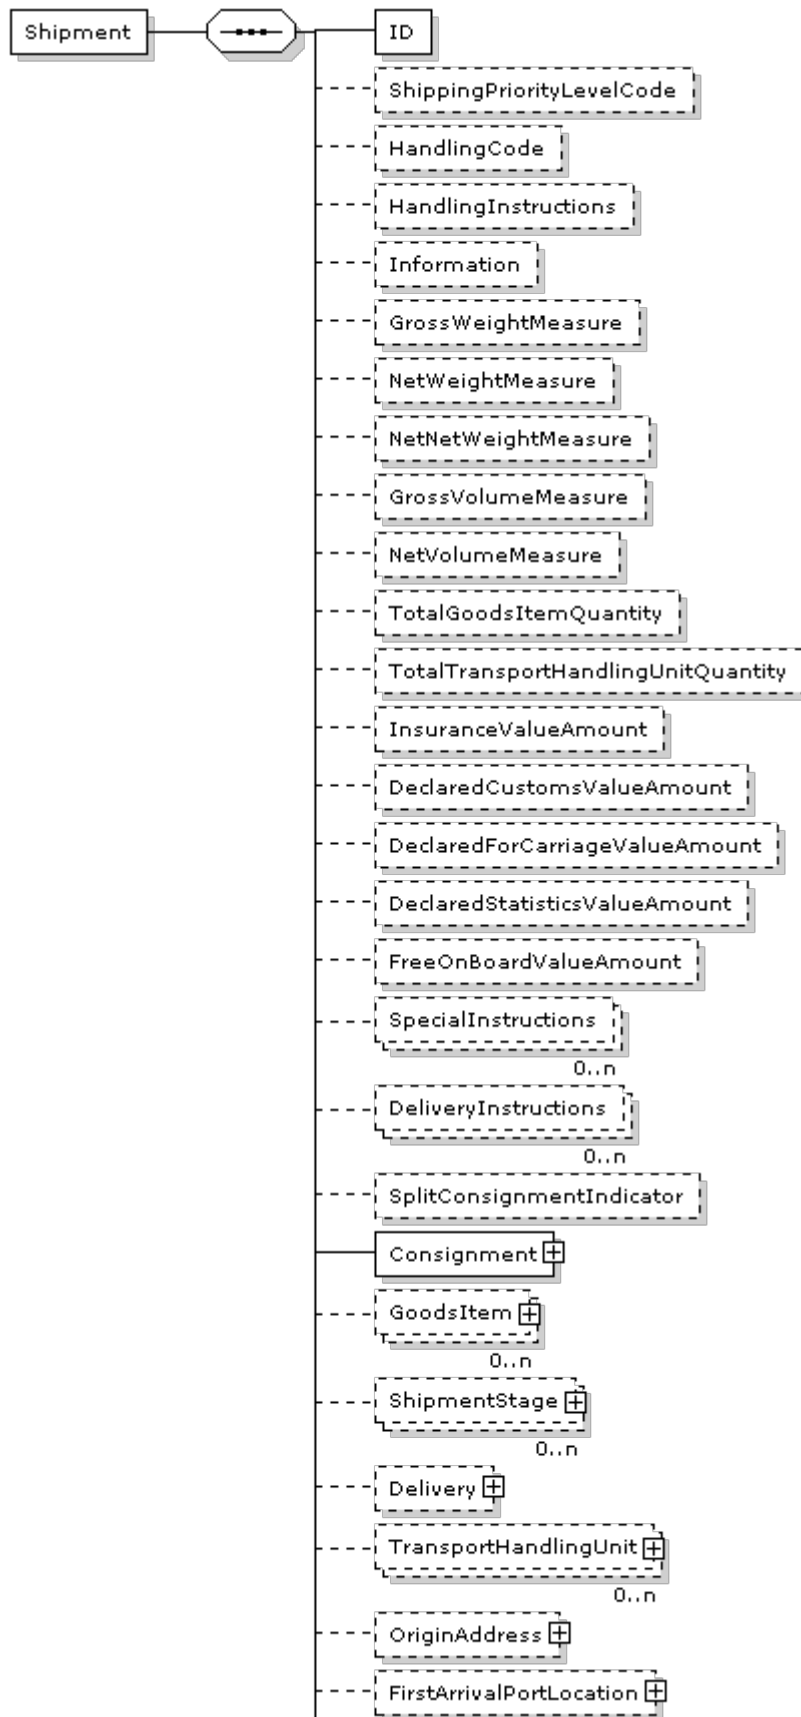 Shipment
ID
ShippingPriorityLevelCode
HandlingCode
HandlingInstructions
Information
GrossWeightMeasure
NetWeightMeasure
NetNetWeightMeasure
GrossVolumeMeasure
NetVolumeMeasure
TotalGoodsItemQuantity
TotalTransportHandlingUnitQuantity
InsuranceValueAmount
DeclaredCustomsValueAmount
DeclaredForCarriageValueAmount
DeclaredStatisticsValueAmount
FreeOnBoardValueAmount
SpecialInstructions
0..n
DeliveryInstructions
0..n
SplitConsignmentIndicator
Consignment
GoodsItem
0..n
ShipmentStage
0..n
Delivery
TransportHandlingUnit
0..n
OriginAddress
FirstArrivalPortLocation